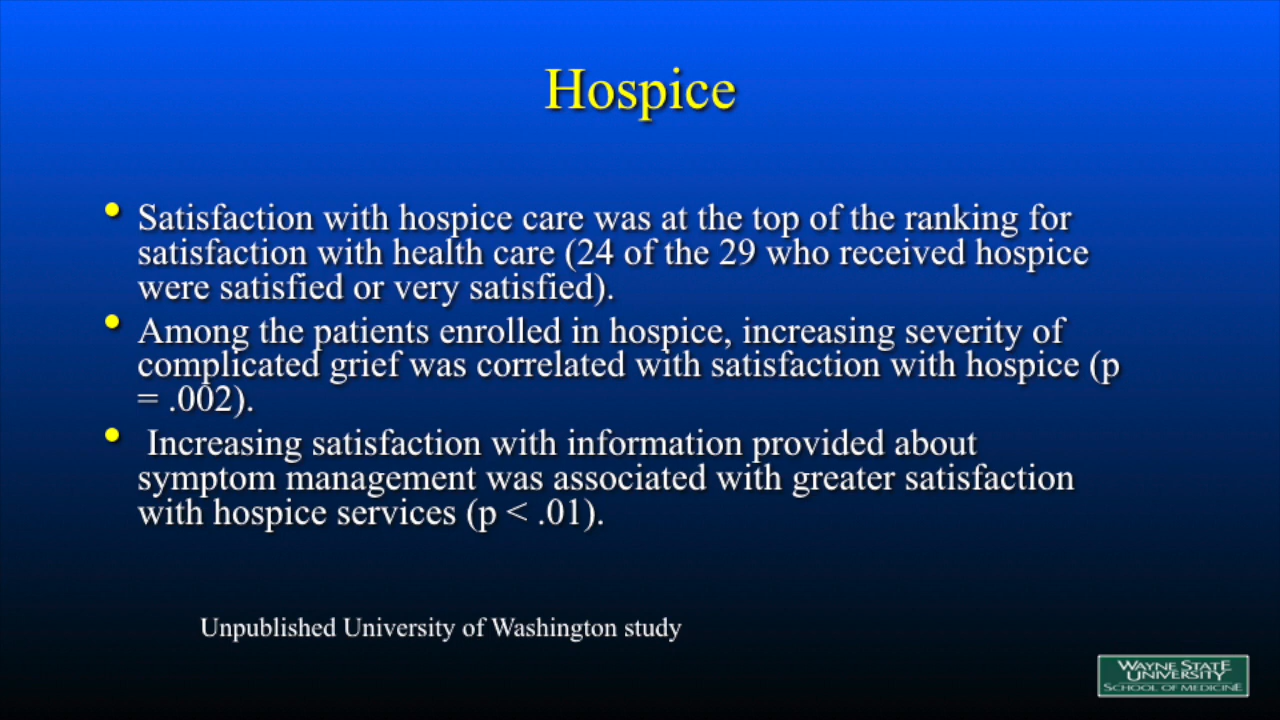 Hospice
• Satisfaction with hospice care was at the top of the ranking for
satisfaction with health care (24 of the 29 who received hospice
were satisfied or very satisfied).
• Among the patients enrolled in hospice, increasing severity of
complicated grief was correlated with satisfaction with hospice (p
= .002).
• Increasing satisfaction with information provided about
symptom management was associated with greater satisfaction
with hospice services (p < .01).
Unpublished University of Washington study
WAYNE STATE
UNIVERSITY
SCHOOL OF MEDICINE